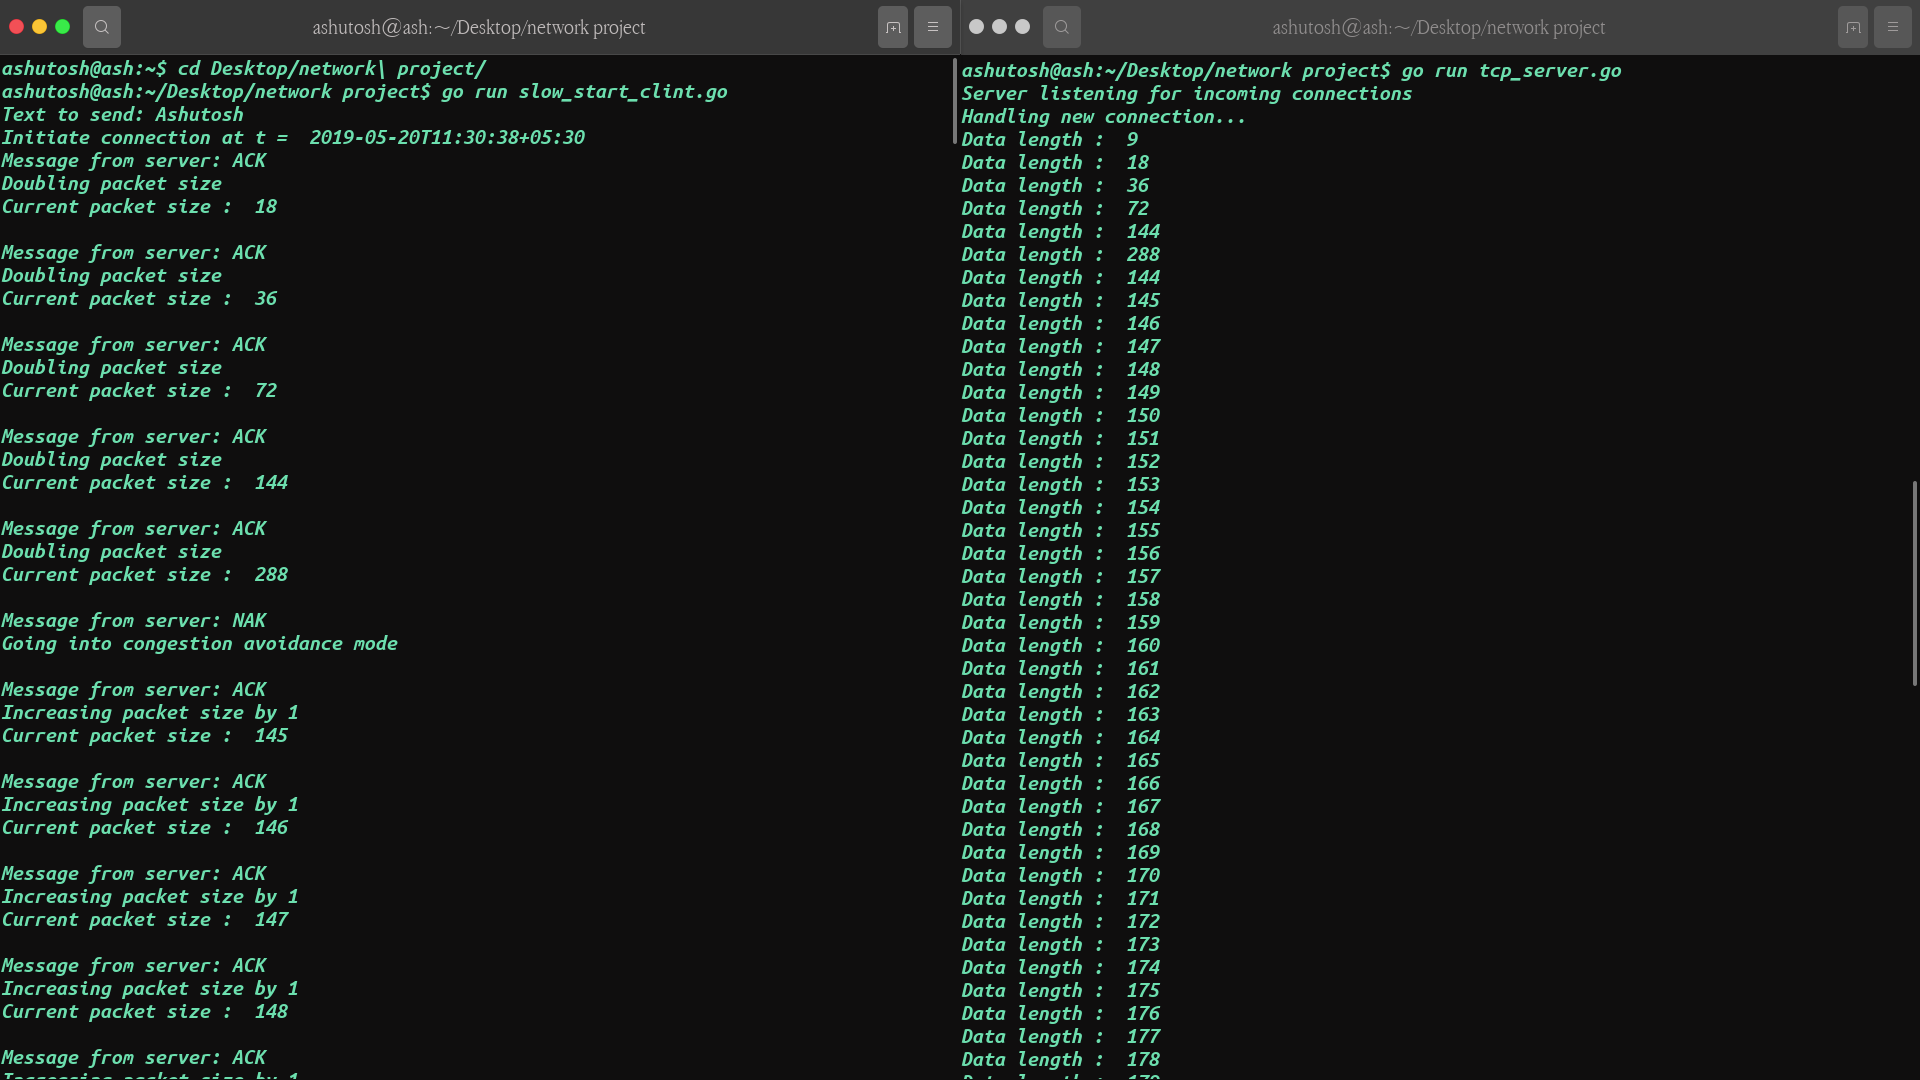 ashutosh@ash:~/Desktop/network project
ashutosh@ash:~$ cd Desktop/network\ project/
ashutosh@ash:~/Desktop/network project$ go run slow_start_clint.go
Text to send: Ashutosh
Initiate connection at t =  2019-05-20T11:30:38+05:30
Message from server: ACK
Doubling packet size
Current packet size :  18
Message from server: ACK
Doubling packet size
Current packet size :  36
Message from server: ACK
Doubling packet size
Current packet size :  72
Message from server: ACK
Doubling packet size
Current packet size :  144
Message from server: ACK
Doubling packet size
Current packet size :  288
Message from server: NAK
Going into congestion avoidance mode
Message from server: ACK
Increasing packet size by 1
Current packet size :  145
Message from server: ACK
Increasing packet size by 1
Current packet size :  146
Message from server: ACK
Increasing packet size by 1
Current packet size :  147
Message from server: ACK
Increasing packet size by 1
Current packet size :  148
Message from server: ACK
Increasing packet size by 1
ashutosh@ash:~/Desktop/network project
ashutosh@ash:~/Desktop/network project$ go run tcp_server.go
Server listening for incoming connections
Handling new connection...
Data length :  9
Data length :  18
Data length :  36
Data length :  72
Data length :  144
Data length :  288
Data length :  144
Data length :  145
Data length :  146
Data length :  147
Data length :  148
Data length :  149
Data length :  150
Data length :  151
Data length :  152
Data length :  153
Data length :  154
Data length :  155
Data length :  156
Data length :  157
Data length :  158
Data length :  159
Data length :  160
Data length :  161
Data length :  162
Data length :  163
Data length :  164
Data length :  165
Data length :  166
Data length :  167
Data length :  168
Data length :  169
Data length :  170
Data length :  171
Data length :  172
Data length :  173
Data length :  174
Data length :  175
Data length :  176
Data length :  177
Data length :  178
Data length :  179